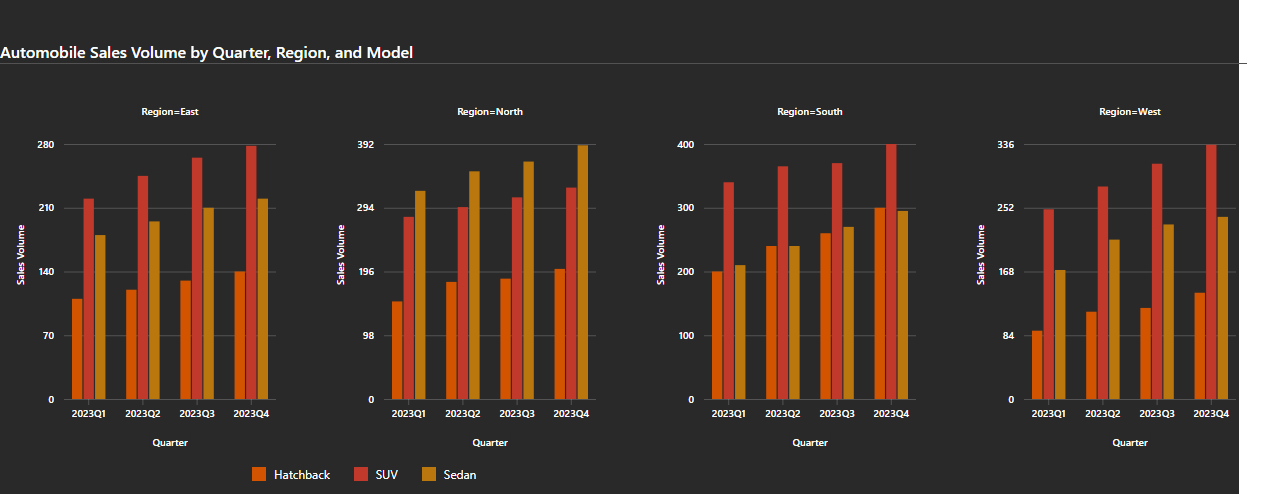 Automobile Sales Volume by Quarter, Region, and Model
Region=East
280
210
140
70
0
Sales Volume
2023Q1 2023Q2 2023Q3 2023Q4
Quarter
Region=North
392
294
196
98
0
Sales Volume
2023Q1 2023Q2 2023Q3 2023Q4
Quarter
Region=South
400
300
200
100
0
Sales Volume
2023Q1 2023Q2 2023Q3 2023Q4
Quarter
Region=West
336
252
168
84
0
Sales Volume
2023Q1 2023Q2 2023Q3 2023Q4
Quarter
Hatchback SUV Sedan